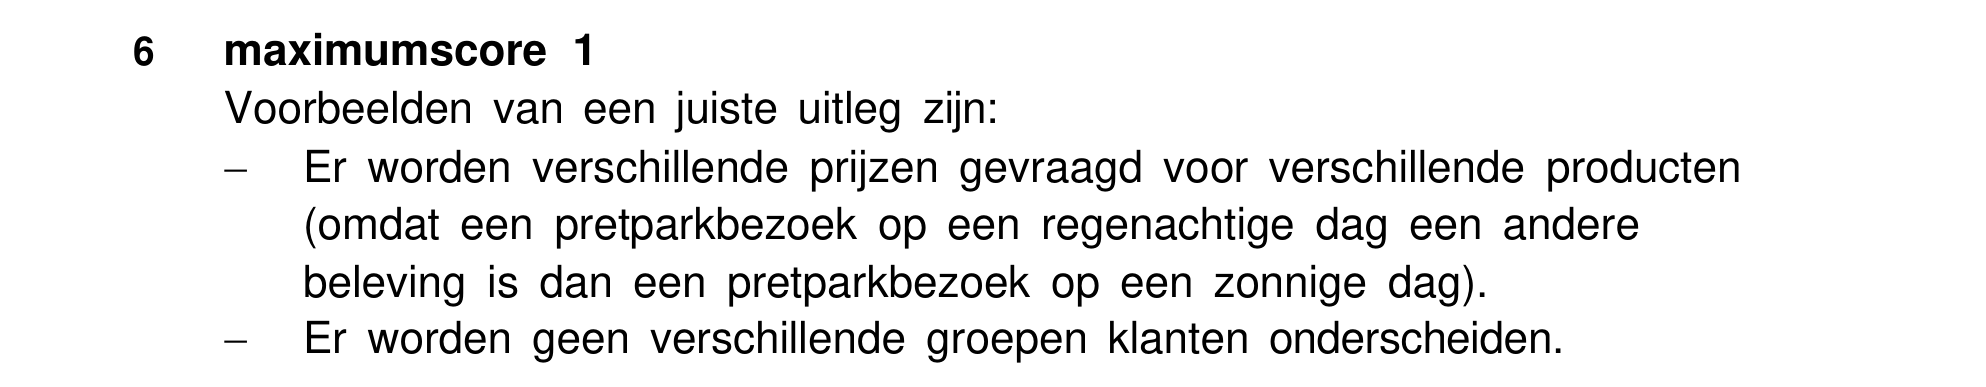 6 maximumscore 1
Voorbeelden van een juiste uitleg zijn:
– Er worden verschillende prijzen gevraagd voor verschillende producten
(omdat een pretparkbezoek op een regenachtige dag een andere
beleving is dan een pretparkbezoek op een zonnige dag).
– Er worden geen verschillende groepen klanten onderscheiden.